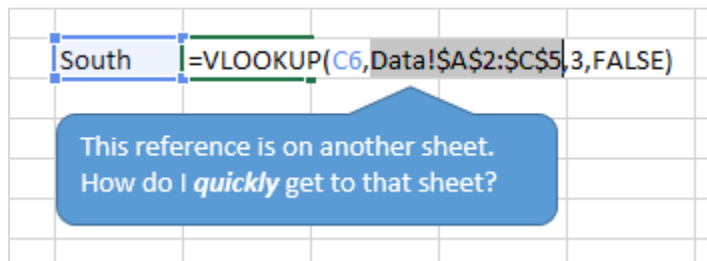 South =VLOOKUP(C6,Data!$A$2:$C$5,3,FALSE)
This reference is on another sheet.
How do I quickly get to that sheet?